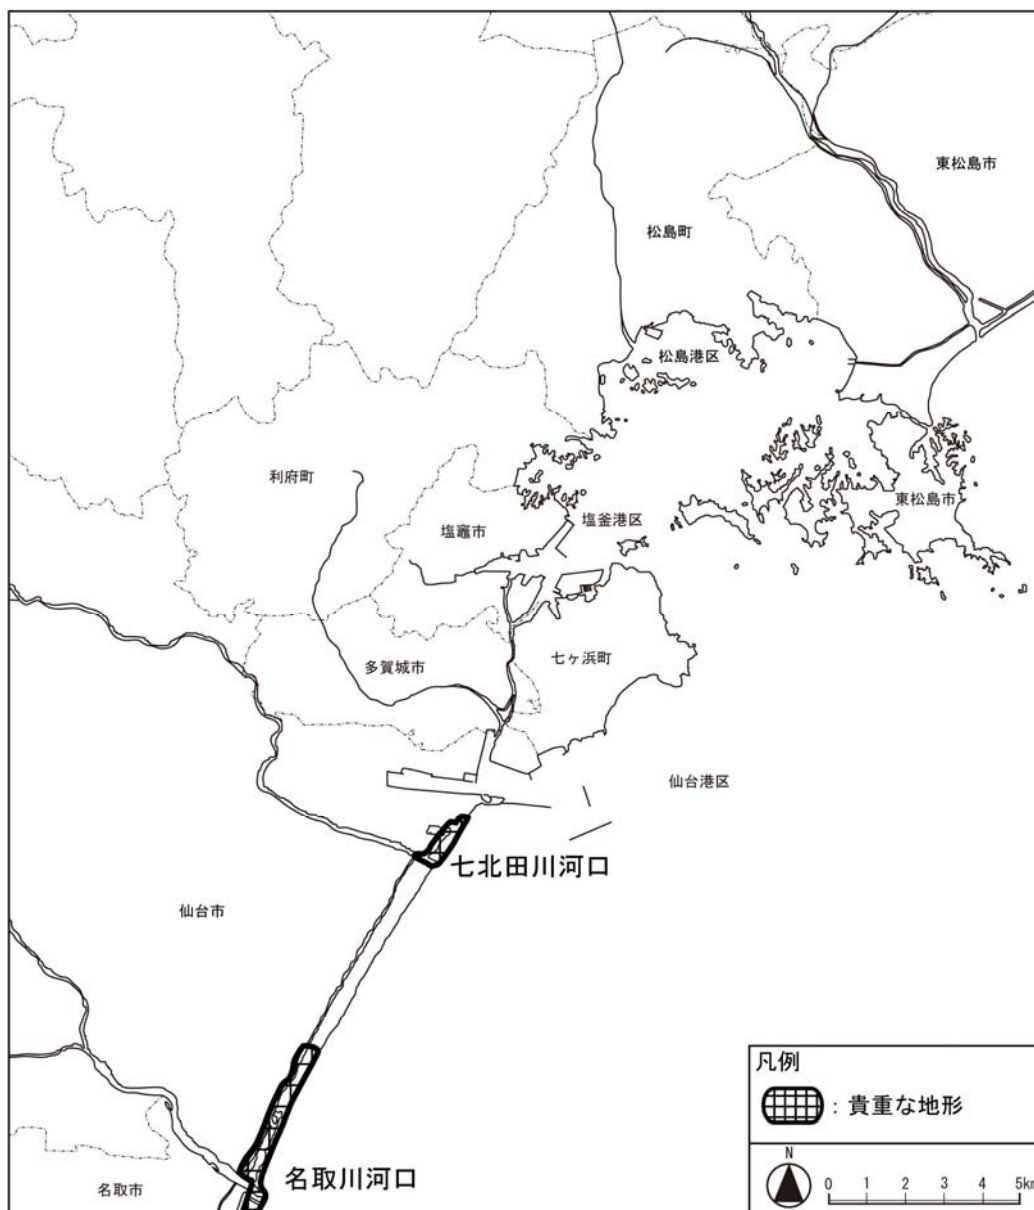 東松島市
松島町
松島港区
利府町
塩竈市
塩釜港区
東松島市
多賀城市
七ヶ浜町
仙台港区
七北田川河口
仙台市
名取川河口
名取市
凡例
：貴重な地形
N
0 1 2 3 4 5km